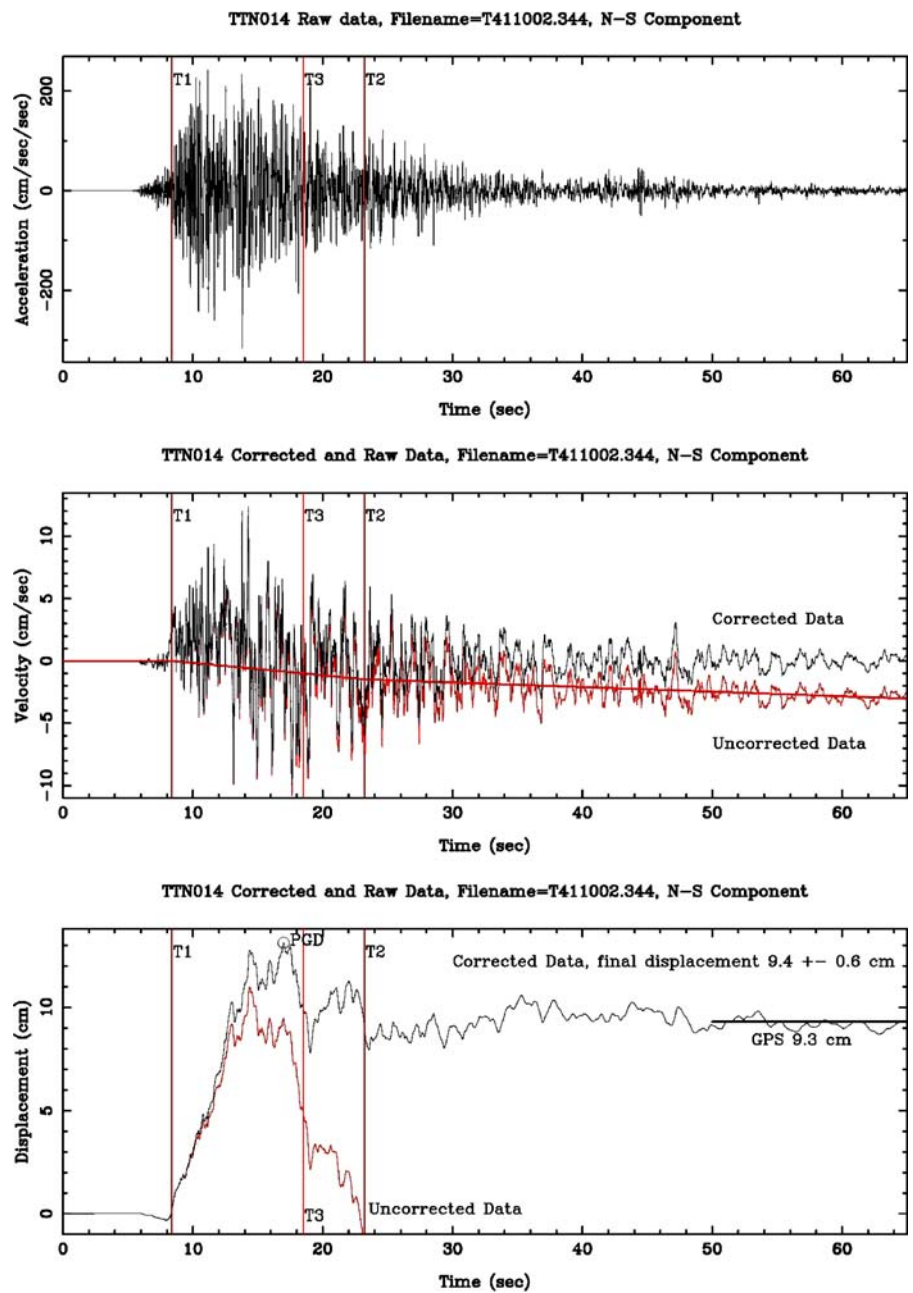 TTN014 Raw data, Filename=T411002.344, N-S Component
T1
T3
T2
Acceleration (cm/sec/sec)
200
0
-200
0
10
20
30
40
50
60
Time (sec)
TTN014 Corrected and Raw Data, Filename=T411002.344, N-S Component
T1
T3
T2
Velocity (cm/sec)
10
5
0
-5
-10
Corrected Data
Uncorrected Data
0
10
20
30
40
50
60
Time (sec)
TTN014 Corrected and Raw Data, Filename=T411002.344, N-S Component
PGD
T1
T2
Corrected Data, final displacement 9.4 +- 0.6 cm
GPS 9.3 cm
Displacement (cm)
10
5
0
T3
Uncorrected Data
0
10
20
30
40
50
60
Time (sec)